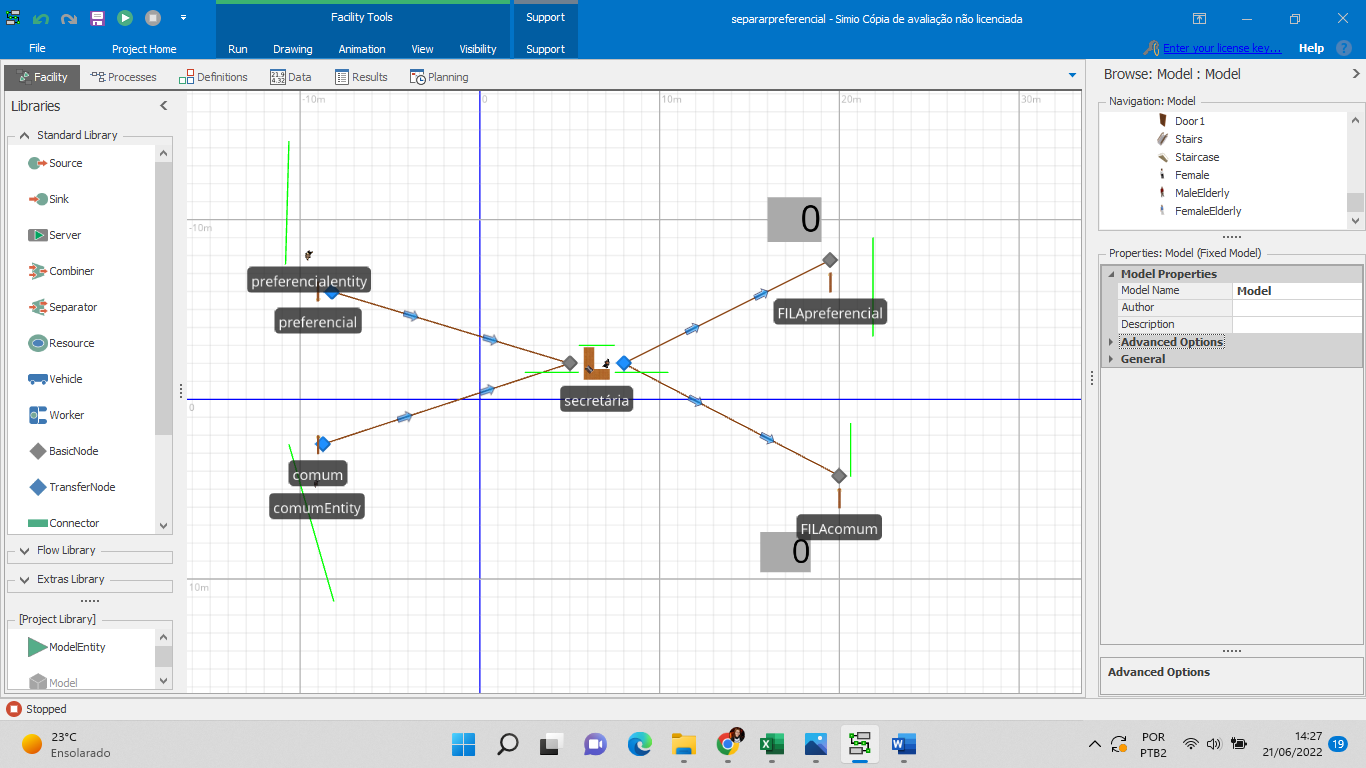 Facility Tools
Support
separarpreferencial - Simio Cópia de avaliação não licenciada
File
Project Home
Run
Drawing
Animation
View
Visibility
Support
Enter your license key...
Help
Facility
Processes
Definitions
Data
Results
Planning
Browse: Model : Model
Libraries
Standard Library
Source
Sink
Server
Combiner
Separator
Resource
Vehicle
Worker
BasicNode
TransferNode
Connector
Flow Library
Extras Library
[Project Library]
ModelEntity
Model
-10m
0
10m
20m
30m
-10m
0
10m
0
preferencialentity
preferencial
FILApreferencial
secretária
comum
comumEntity
FILAcomum
0
Navigation: Model
Door1
Stairs
Staircase
Female
MaleElderly
FemaleElderly
Properties: Model (Fixed Model)
Model Properties
Model Name Model
Author
Description
Advanced Options
General
Advanced Options
Stopped
23°C
Ensolarado
POR
PTB2
14:27
21/06/2022
19